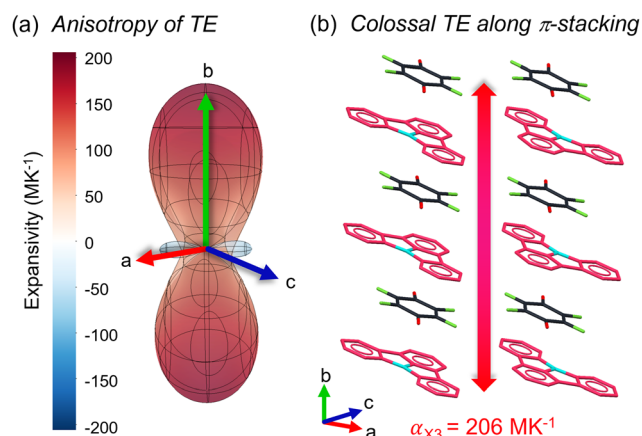 (a) Anisotropy of TE
200
150
100
50
0
-50
-100
-150
-200
Expansivity (MK⁻¹)
b
a
c
(b) Colossal TE along π-stacking
b
c
a
αX3 = 206 MK⁻¹